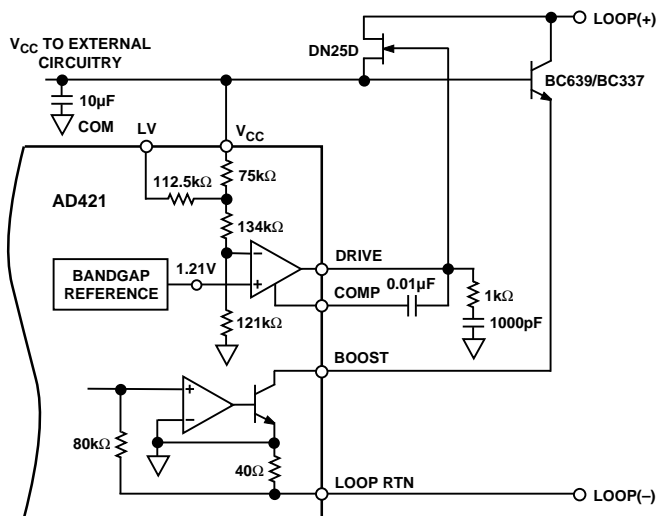 LOOP(+)
DN25D
V_CC TO EXTERNAL
CIRCUITRY
BC639/BC337
10µF
COM
LV
V_CC
112.5kΩ
75kΩ
AD421
134kΩ
BANDGAP
REFERENCE
1.21V
−
+
DRIVE
COMP
0.01µF
1kΩ
1000pF
121kΩ
BOOST
+
−
80kΩ
40Ω
LOOP RTN
LOOP(–)